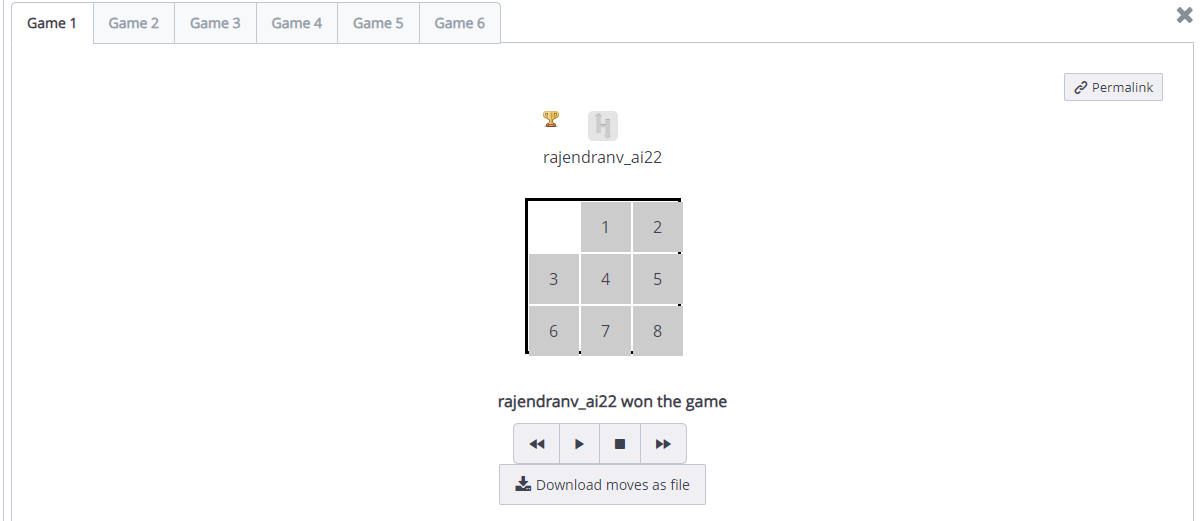 Game 1 Game 2 Game 3 Game 4 Game 5 Game 6
Permalink
rajendranv_ai22
1 2
3 4 5
6 7 8
rajendranv_ai22 won the game
Download moves as file